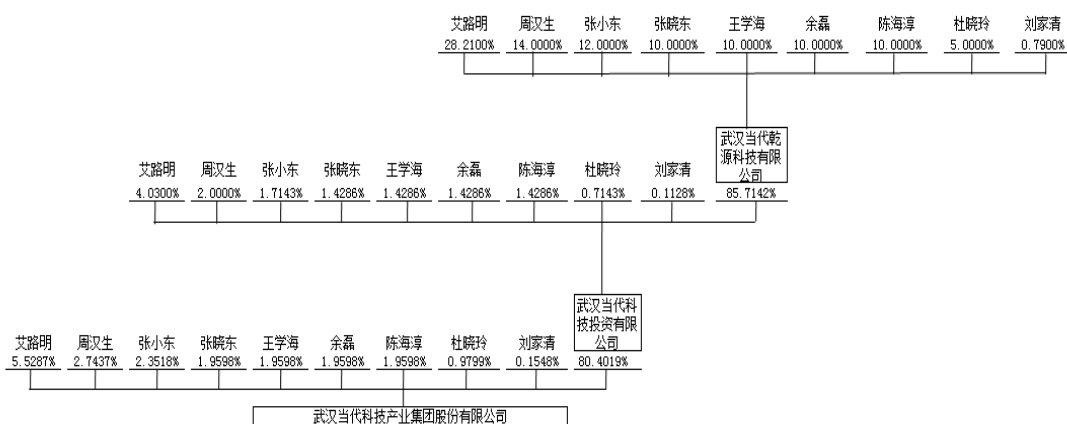 艾路明 周汉生 张小东 张晓东 王学海 余磊 陈海淳 杜晓玲 刘家清
28.2100% 14.0000% 12.0000% 10.0000% 10.0000% 10.0000% 10.0000% 5.0000% 0.7900%
武汉当代乾
源科技有限
公司
艾路明 周汉生 张小东 张晓东 王学海 余磊 陈海淳 杜晓玲 刘家清
4.0300% 2.0000% 1.7143% 1.4286% 1.4286% 1.4286% 1.4286% 0.7143% 0.1128% 85.7142%
武汉当代科
技投资有限
公司
艾路明 周汉生 张小东 张晓东 王学海 余磊 陈海淳 杜晓玲 刘家清
5.5287% 2.7437% 2.3518% 1.9598% 1.9598% 1.9598% 1.9598% 0.9799% 0.1548% 80.4019%
武汉当代科技产业集团股份有限公司